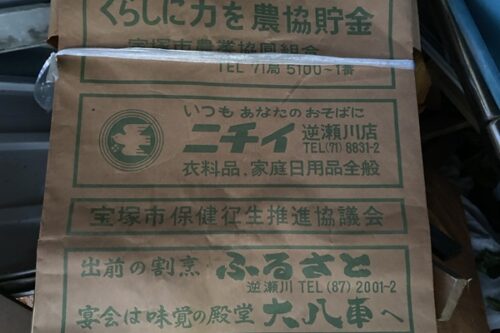 くらしに力を農協貯金
宝塚市農業協同組合
TEL 71局 5100~1番
いつも あなたのおそばに
ニチイ 逆瀬川店
TEL(71) 8831-2
衣料品、家庭日用品全般
宝塚市保健衛生推進協議会
出前の割烹 ふるさと
逆瀬川 TEL (87) 2001-2
宴会は味覚の殿堂 大八車へ